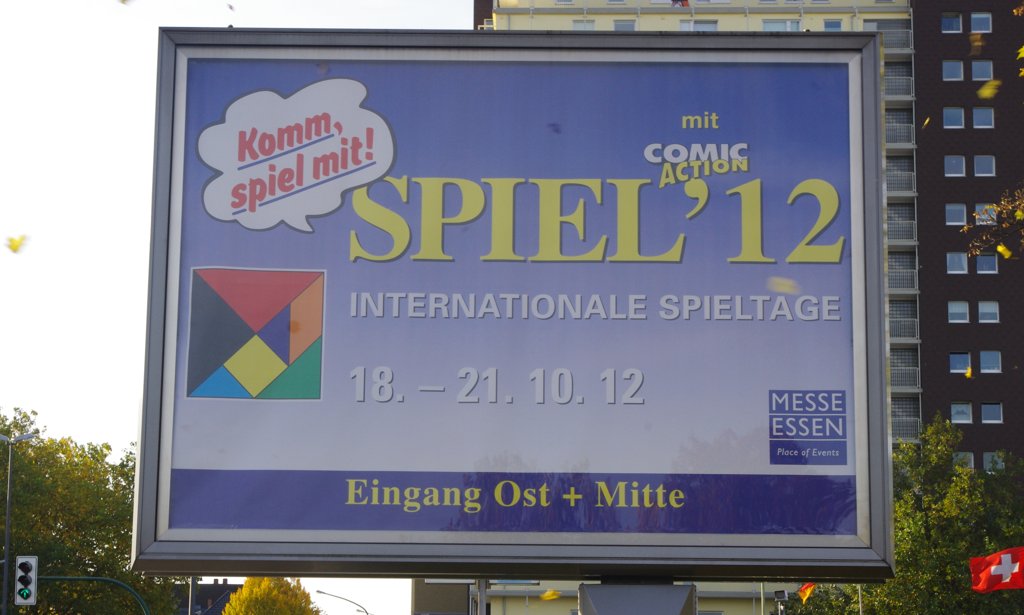 Komm,
spiel mit!
mit
COMIC
ACTION
SPIEL’12
INTERNATIONALE SPIELTAGE
18. – 21. 10. 12
MESSE
ESSEN
Place of Events
Eingang Ost + Mitte